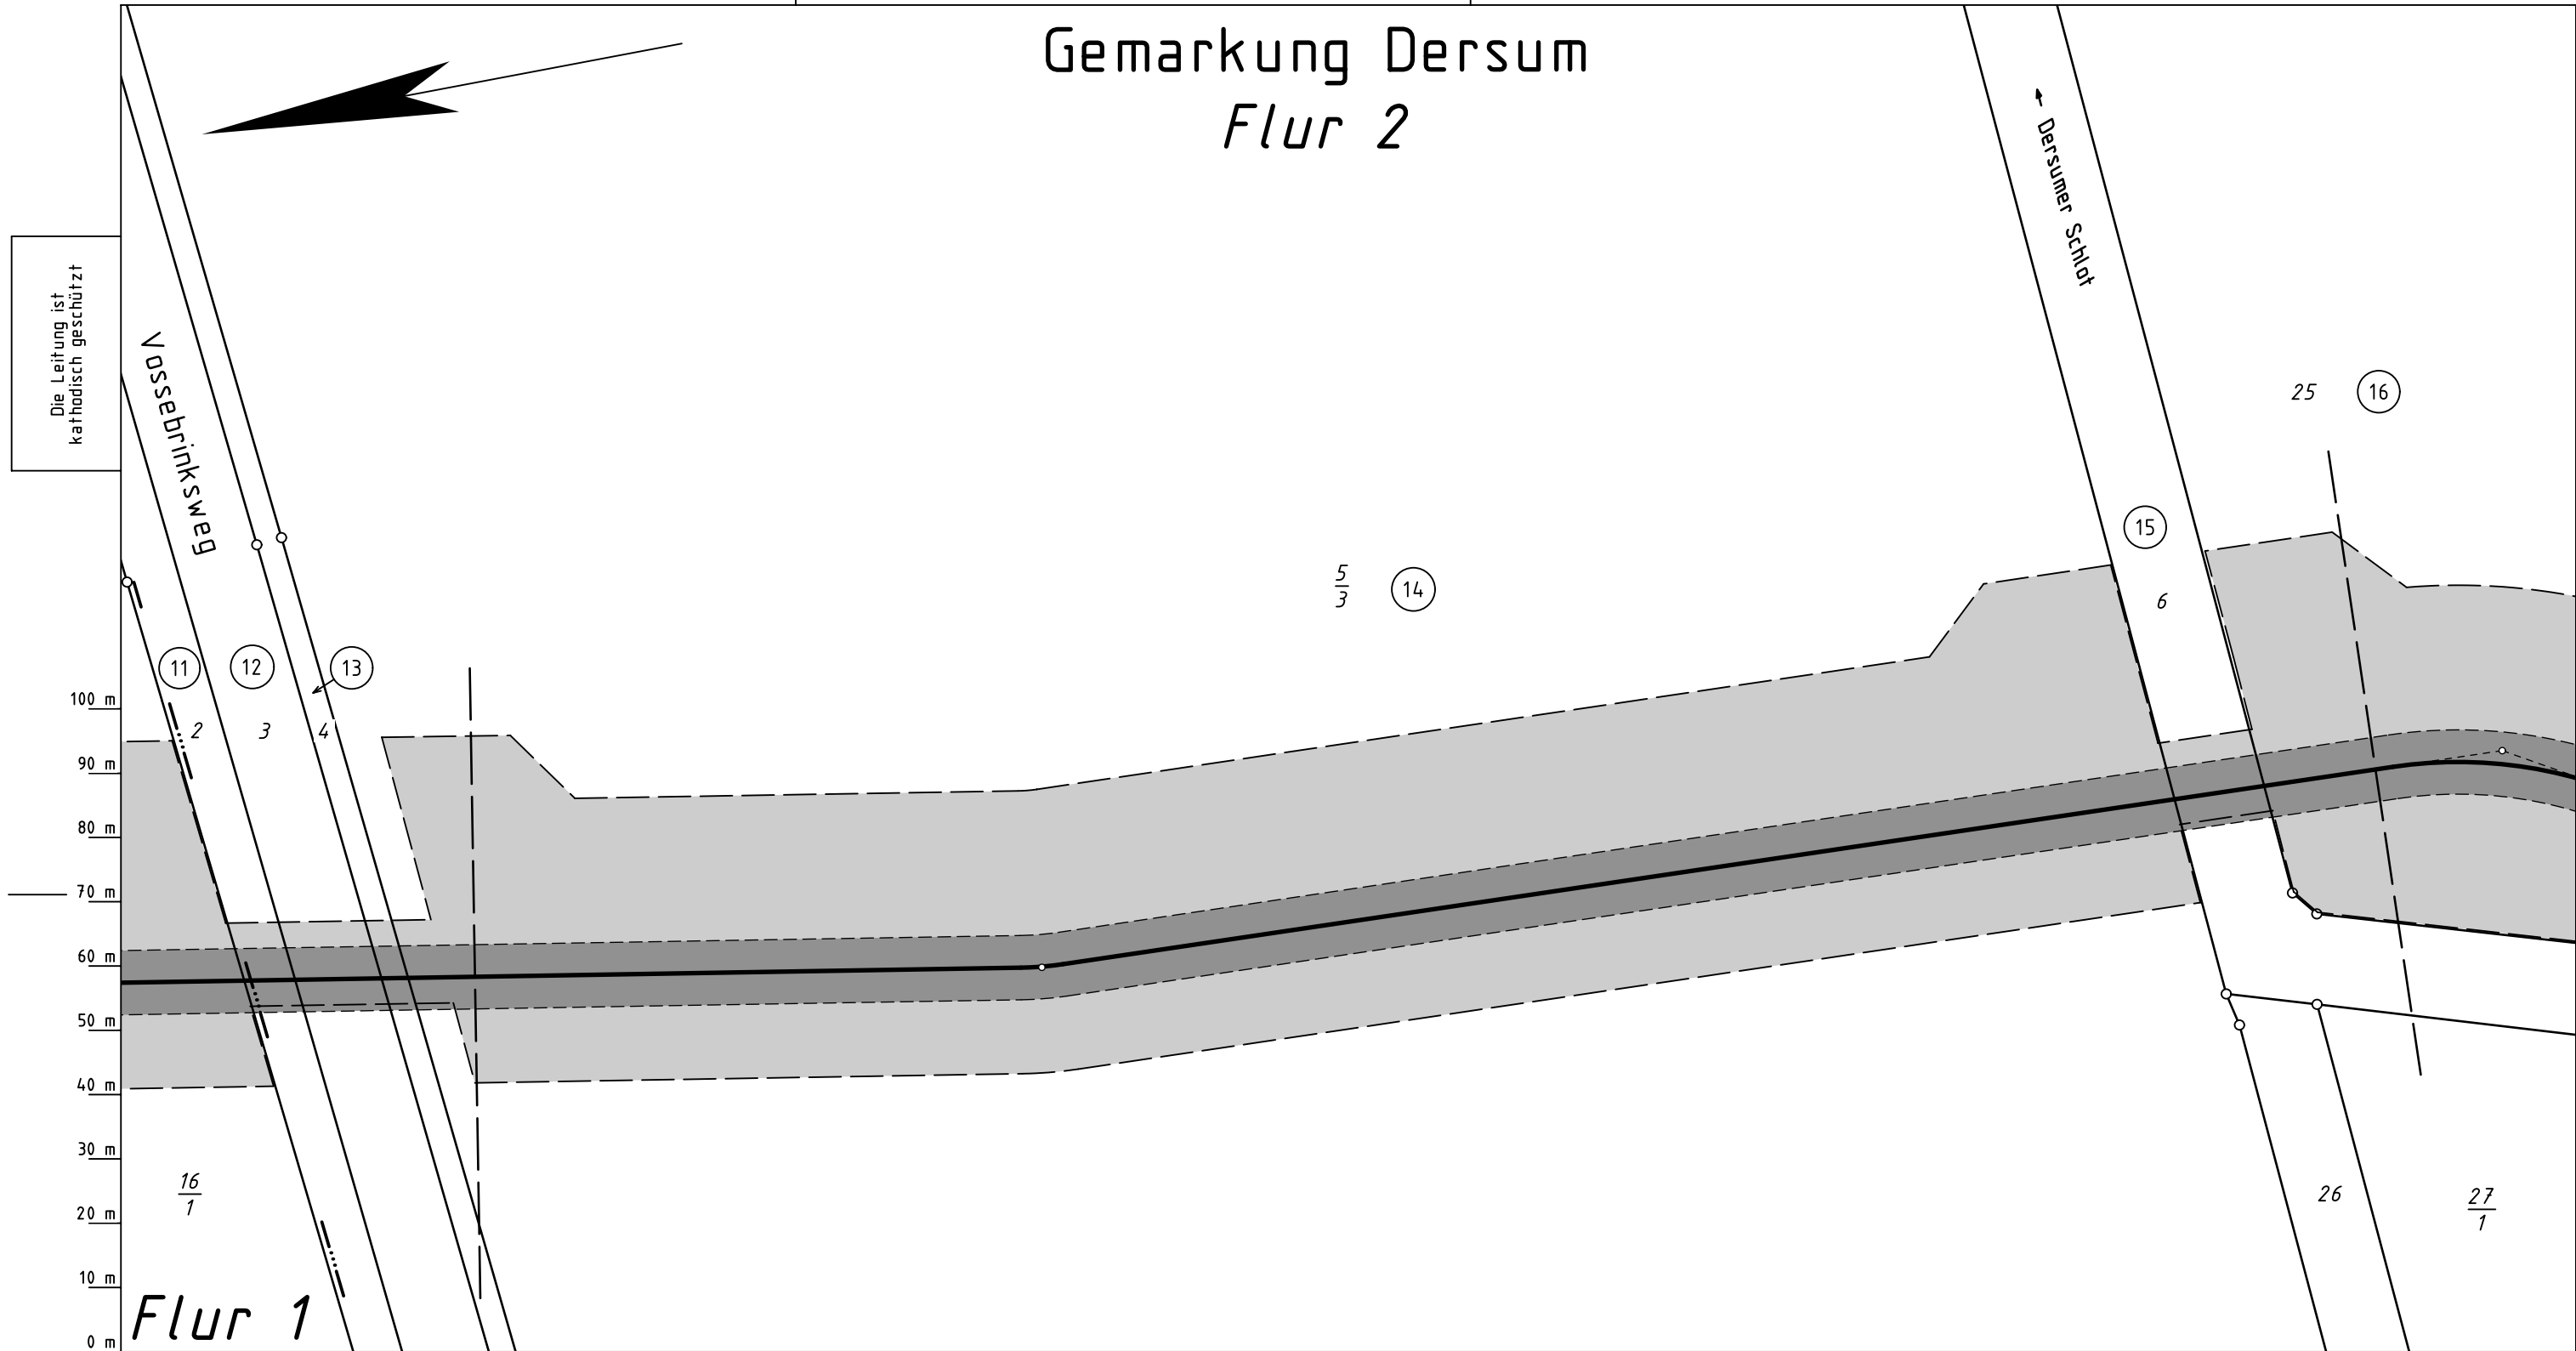 Gemarkung Dersum
Flur 2
Die Leitung ist
kathodisch geschützt
Vossebrinksweg
Dersumer Schlot
25 16
15
5
3
14
6
11 12 13
2 3 4
100 m
90 m
80 m
70 m
60 m
50 m
40 m
30 m
20 m
10 m
0 m
16
1
26
27
1
Flur 1